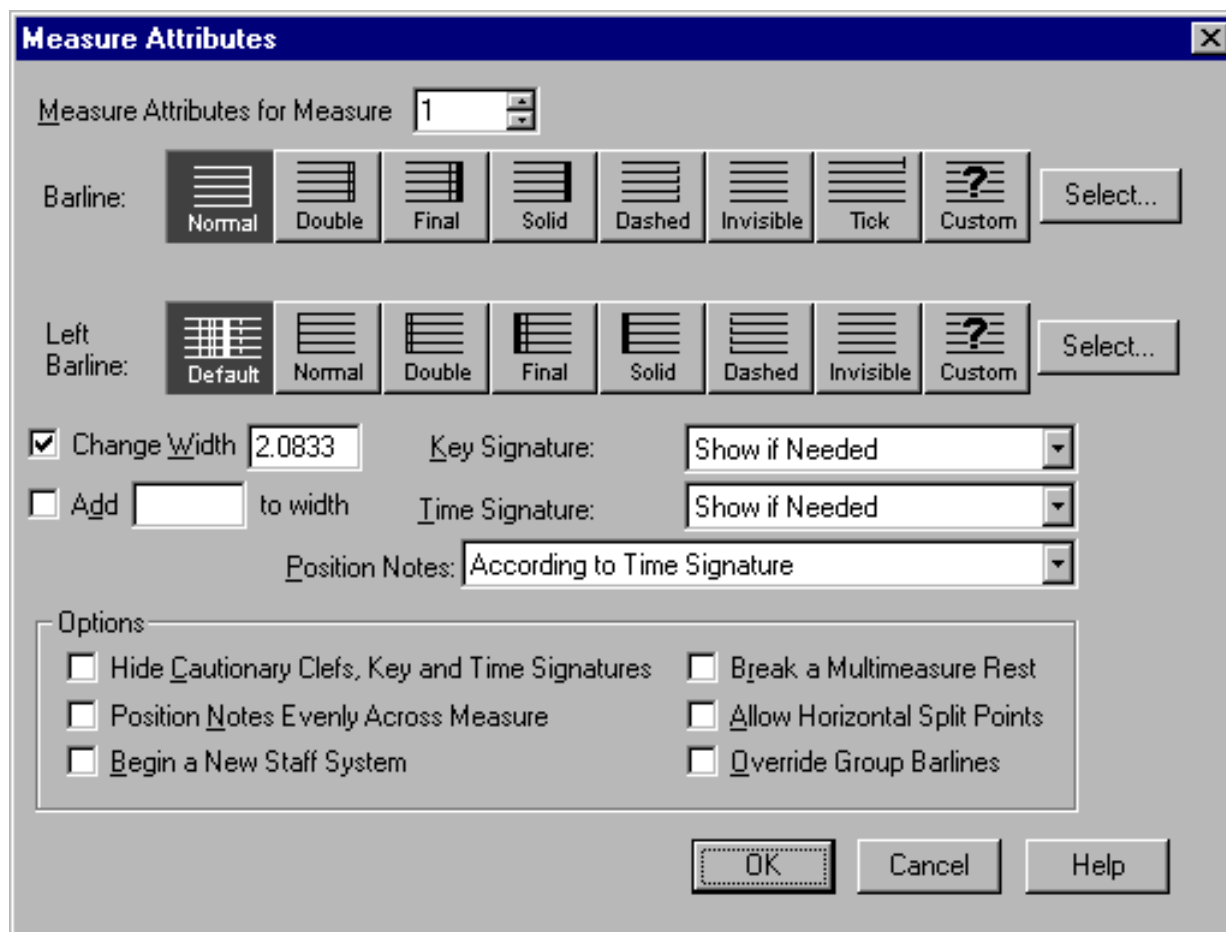 Measure Attributes
Measure Attributes for Measure 1
Barline: Normal Double Final Solid Dashed Invisible Tick Custom Select...
Left Barline: Default Normal Double Final Solid Dashed Invisible Custom Select...
Change Width 2.0833 Key Signature: Show if Needed
Add to width Time Signature: Show if Needed
Position Notes: According to Time Signature
Options
Hide Cautionary Clefs, Key and Time Signatures Break a Multimeasure Rest
Position Notes Evenly Across Measure Allow Horizontal Split Points
Begin a New Staff System Override Group Barlines
OK Cancel Help